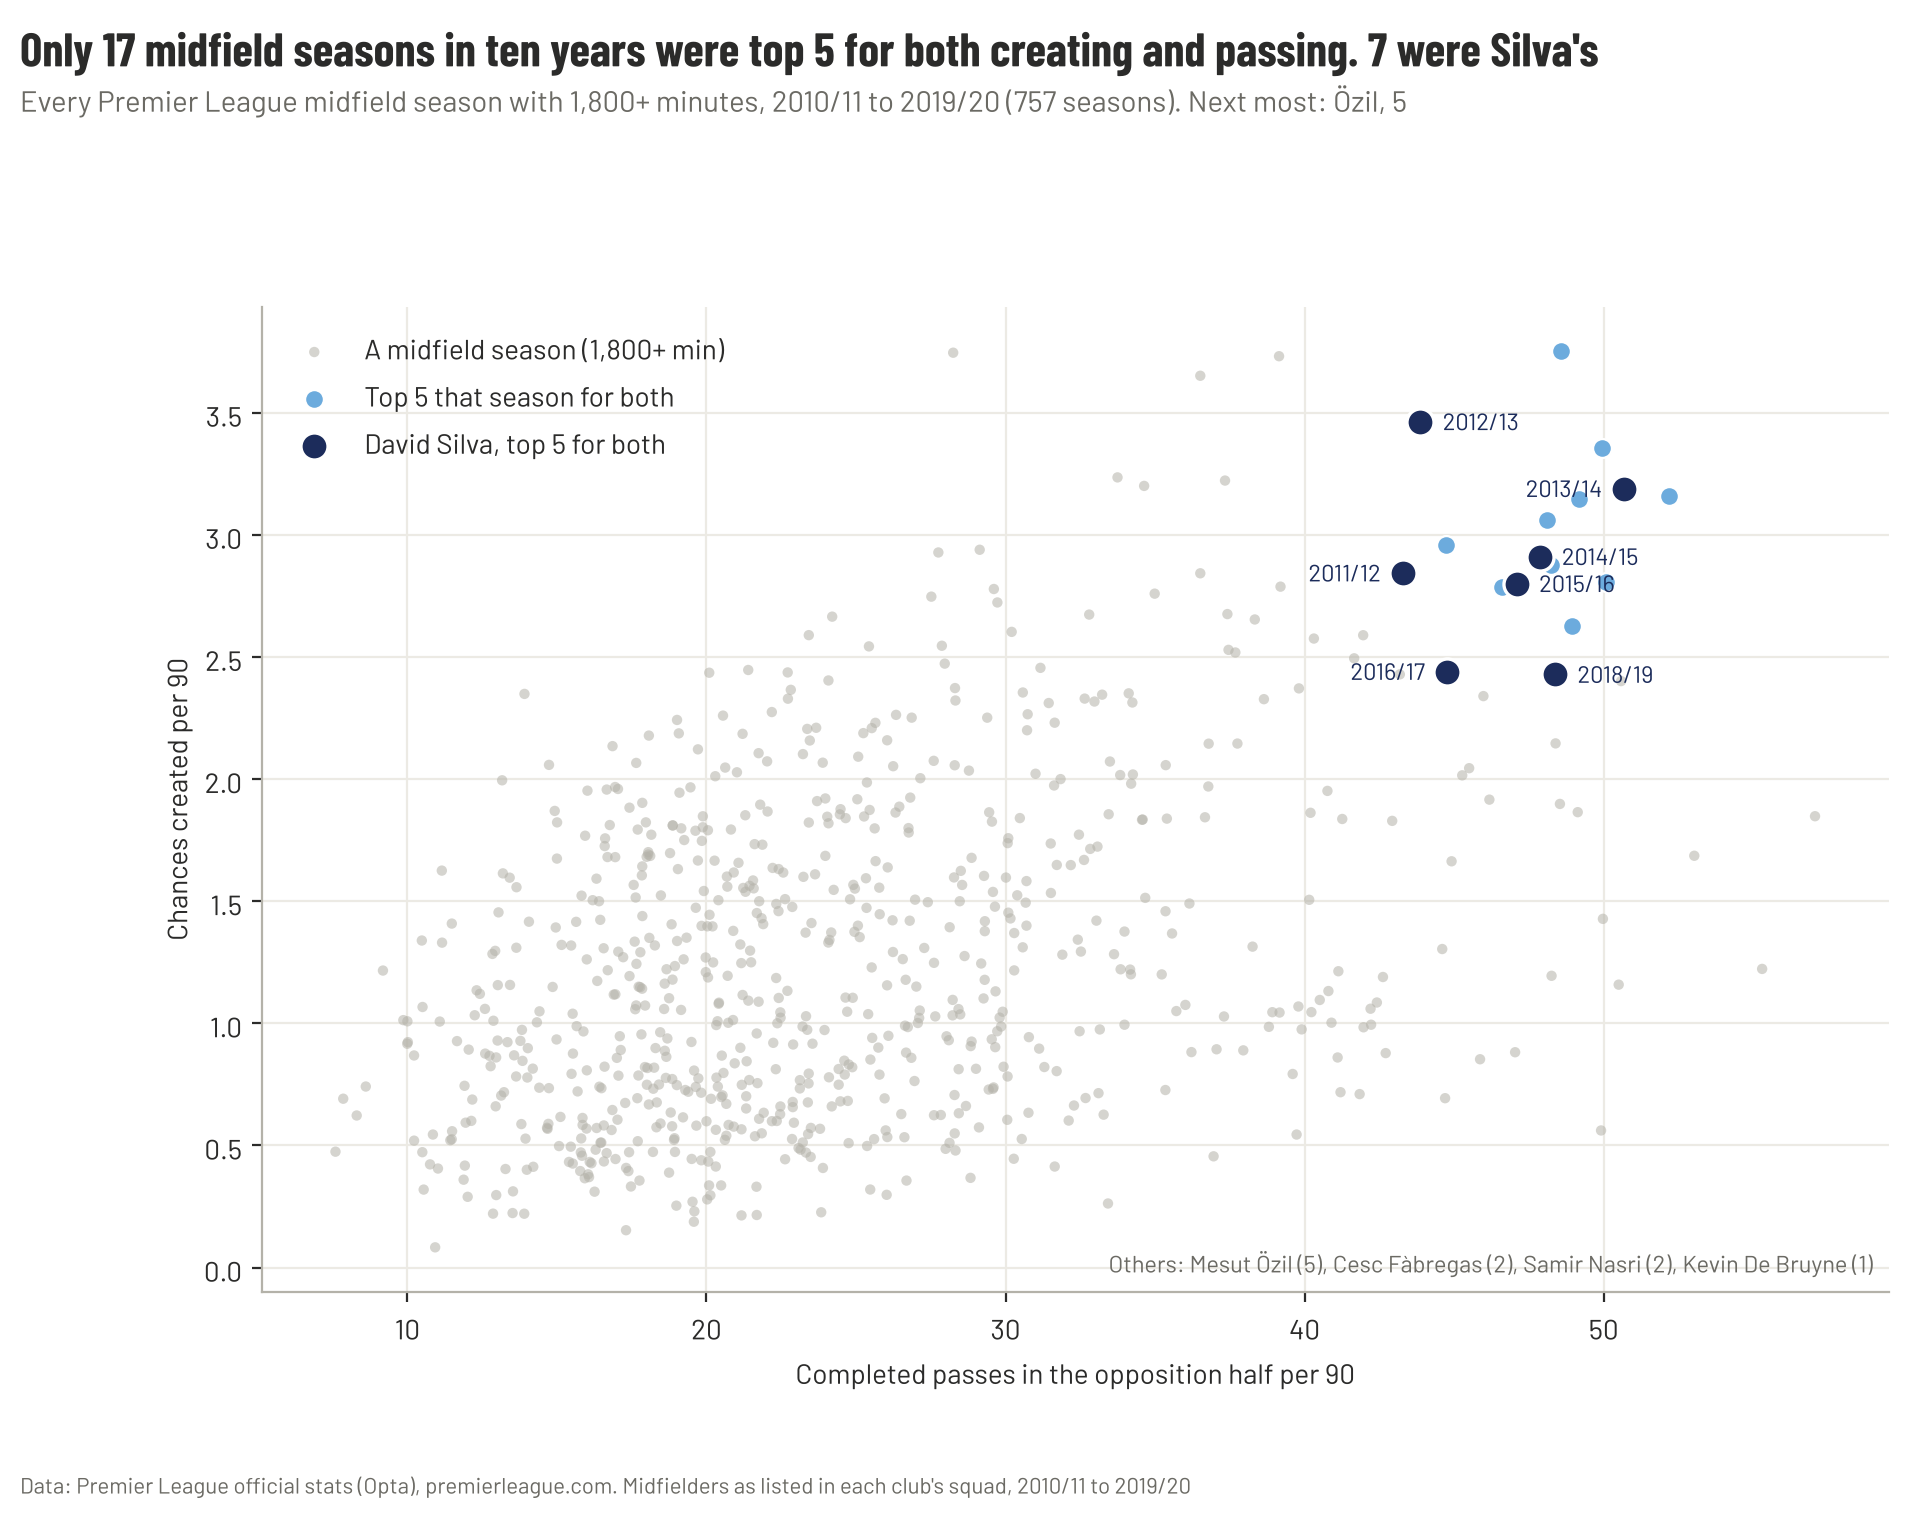 Only 17 midfield seasons in ten years were top 5 for both creating and passing. 7 were Silva's
Every Premier League midfield season with 1,800+ minutes, 2010/11 to 2019/20 (757 seasons). Next most: Özil, 5
A midfield season (1,800+ min)
Top 5 that season for both
David Silva, top 5 for both
2012/13
2013/14
2014/15
2011/12
2015/16
2016/17
2018/19
Chances created per 90
3.5
3.0
2.5
2.0
1.5
1.0
0.5
0.0
Others: Mesut Özil (5), Cesc Fàbregas (2), Samir Nasri (2), Kevin De Bruyne (1)
10
20
30
40
50
Completed passes in the opposition half per 90
Data: Premier League official stats (Opta), premierleague.com. Midfielders as listed in each club's squad, 2010/11 to 2019/20